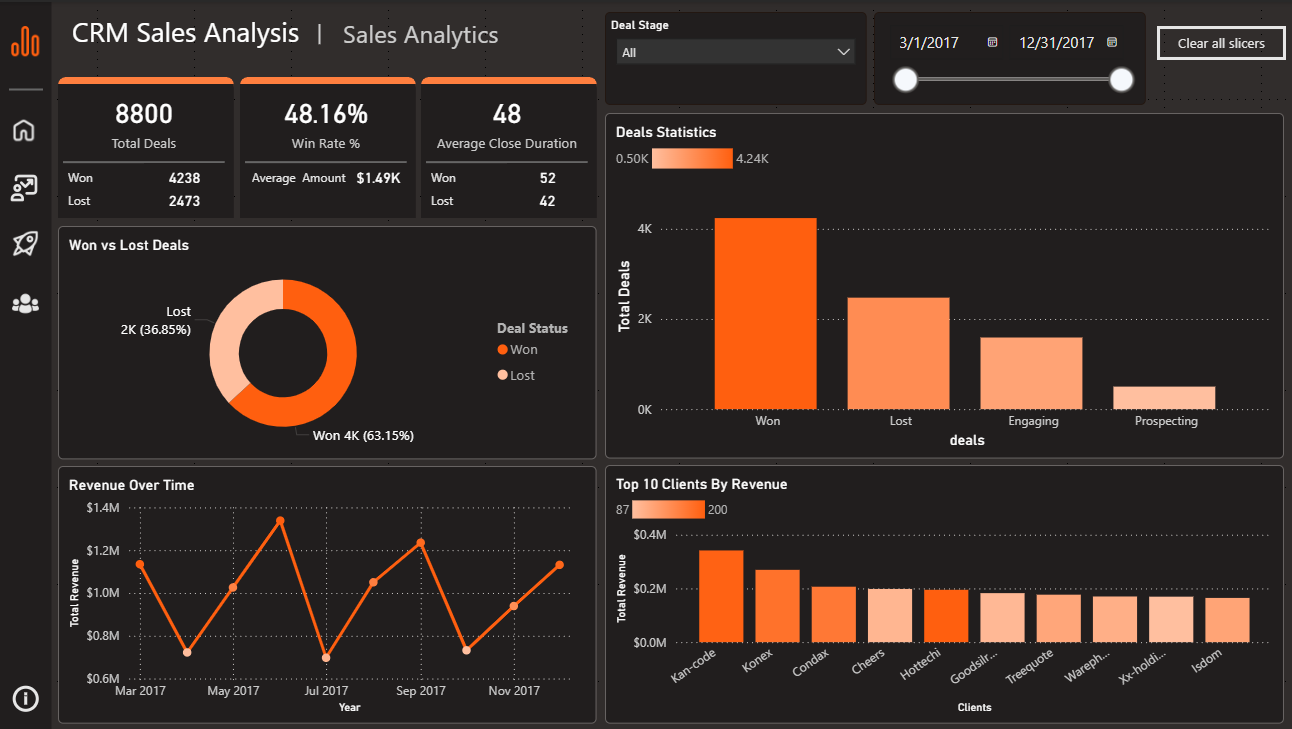 CRM Sales Analysis | Sales Analytics
Deal Stage
All
3/1/2017 12/31/2017
Clear all slicers
8800
Total Deals
Won 4238
Lost 2473
48.16%
Win Rate %
Average Amount $1.49K
48
Average Close Duration
Won 52
Lost 42
Deals Statistics
0.50K 4.24K
4K
2K
0K
Total Deals
Won Lost Engaging Prospecting
deals
Won vs Lost Deals
Lost
2K (36.85%)
Won 4K (63.15%)
Deal Status
Won
Lost
Revenue Over Time
$1.4M
$1.2M
$1.0M
$0.8M
$0.6M
Total Revenue
Mar 2017 May 2017 Jul 2017 Sep 2017 Nov 2017
Year
Top 10 Clients By Revenue
87 200
$0.4M
$0.2M
$0.0M
Total Revenue
Kan-code Konex Condax Cheers Hottechi Goodsilr... Treequote Wareph... Xx-holdi... Isdom
Clients